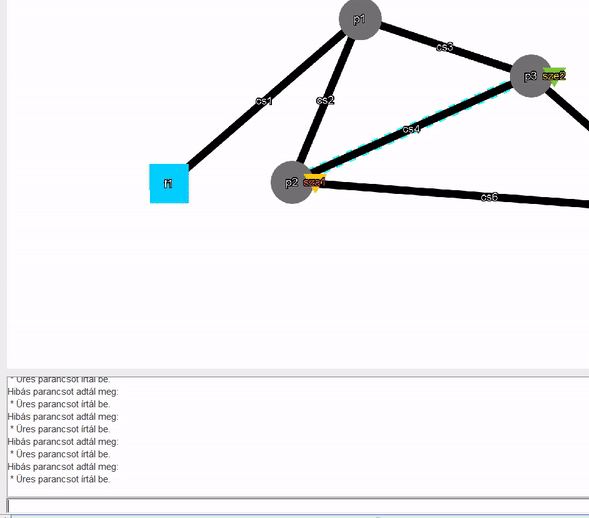 p1
cs3
p3
sze2
cs1
cs2
cs4
f1
p2
sze1
cs6
* Üres parancsot írtál be.
Hibás parancsot adtál meg:
* Üres parancsot írtál be.
Hibás parancsot adtál meg:
* Üres parancsot írtál be.
Hibás parancsot adtál meg:
* Üres parancsot írtál be.
Hibás parancsot adtál meg:
* Üres parancsot írtál be.